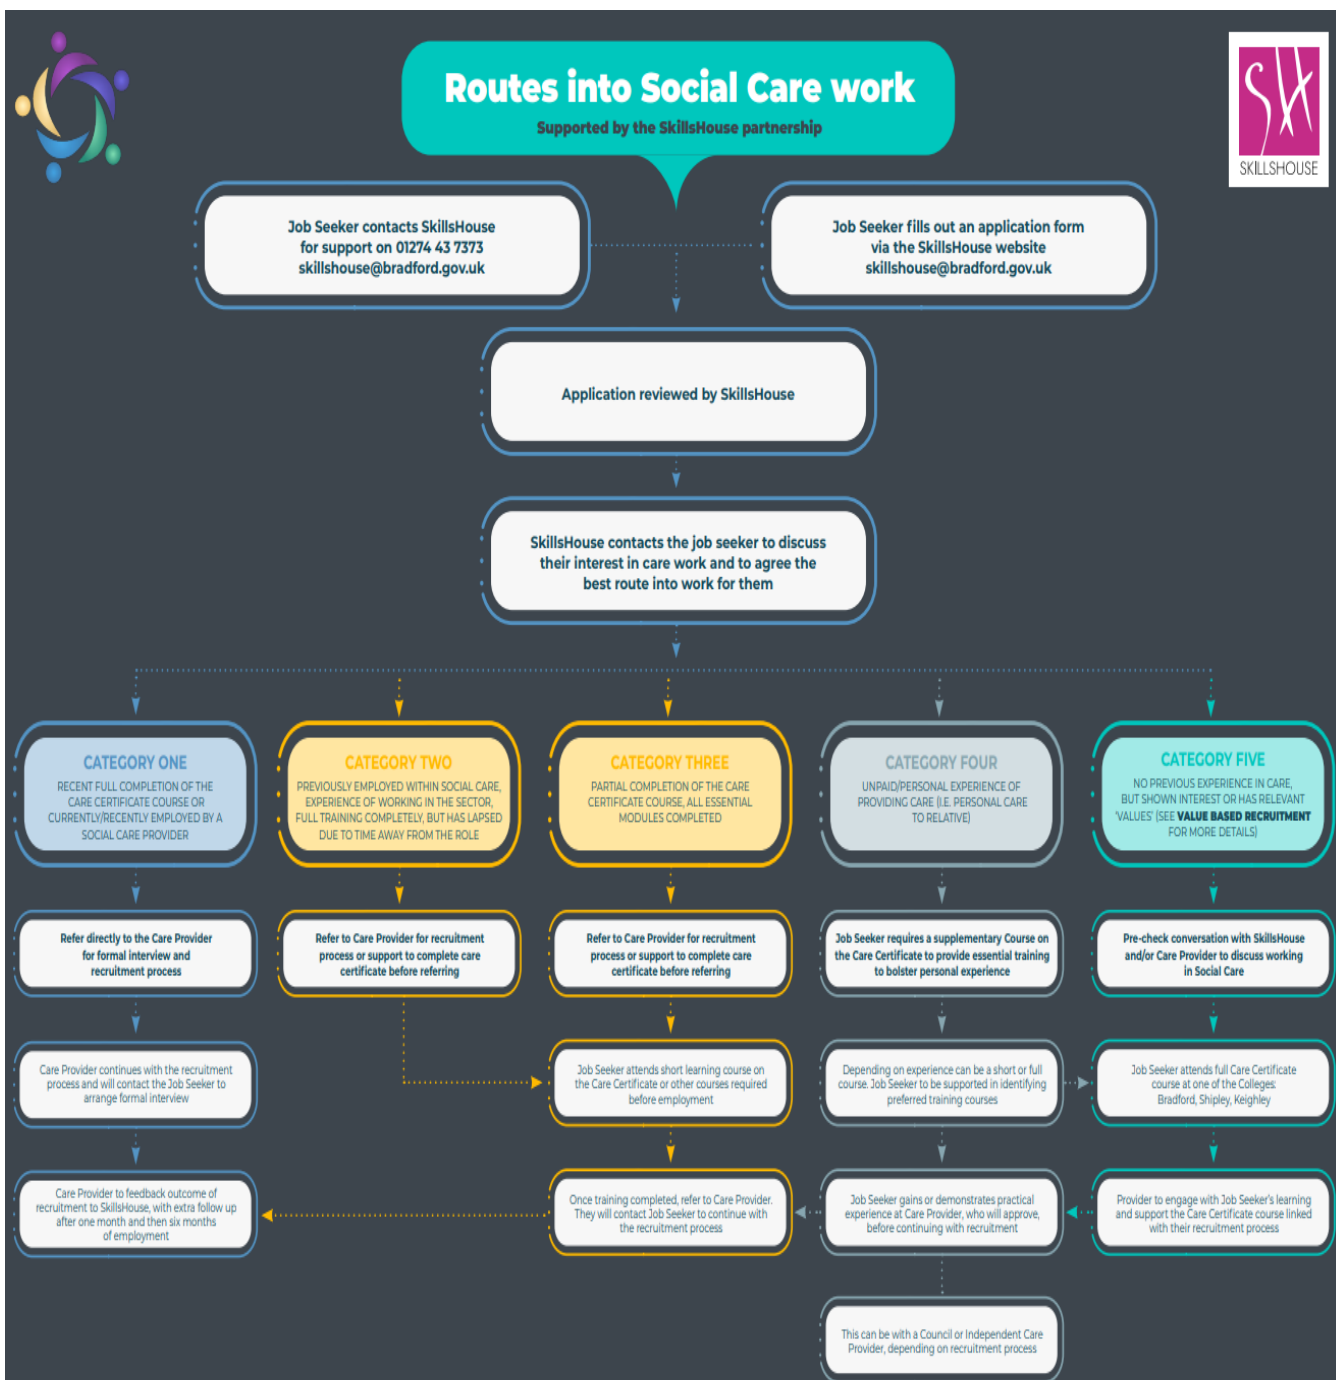 Routes into Social Care work
Supported by the SkillsHouse partnership
SKILLSHOUSE
Job Seeker contacts SkillsHouse
for support on 01274 43 7373
skillshouse@bradford.gov.uk
Job Seeker fills out an application form
via the SkillsHouse website
skillshouse@bradford.gov.uk
Application reviewed by SkillsHouse
SkillsHouse contacts the job seeker to discuss
their interest in care work and to agree the
best route into work for them
CATEGORY ONE
RECENT FULL COMPLETION OF THE
CARE CERTIFICATE COURSE OR
CURRENTLY/RECENTLY EMPLOYED BY A
SOCIAL CARE PROVIDER
CATEGORY TWO
PREVIOUSLY EMPLOYED WITHIN SOCIAL CARE,
EXPERIENCE OF WORKING IN THE SECTOR,
FULL TRAINING COMPLETELY, BUT HAS LAPSED
DUE TO TIME AWAY FROM THE ROLE
CATEGORY THREE
PARTIAL COMPLETION OF THE CARE
CERTIFICATE COURSE, ALL ESSENTIAL
MODULES COMPLETED
CATEGORY FOUR
UNPAID/PERSONAL EXPERIENCE OF
PROVIDING CARE (I.E. PERSONAL CARE
TO RELATIVE)
CATEGORY FIVE
NO PREVIOUS EXPERIENCE IN CARE,
BUT SHOWN INTEREST OR HAS RELEVANT
'VALUES' (SEE VALUE BASED RECRUITMENT
FOR MORE DETAILS)
Refer directly to the Care Provider
for formal interview and
recruitment process
Refer to Care Provider for recruitment
process or support to complete care
certificate before referring
Refer to Care Provider for recruitment
process or support to complete care
certificate before referring
Job Seeker requires a supplementary Course on
the Care Certificate to provide essential training
to bolster personal experience
Pre-check conversation with SkillsHouse
and/or Care Provider to discuss working
in Social Care
Care Provider continues with the recruitment
process and will contact the Job Seeker to
arrange formal interview
Job Seeker attends short learning course on
the Care Certificate or other courses required
before employment
Depending on experience can be a short or full
course. Job Seeker to be supported in identifying
preferred training courses
Job Seeker attends full Care Certificate
course at one of the Colleges:
Bradford, Shipley, Keighley
Care Provider to feedback outcome of
recruitment to SkillsHouse, with extra follow up
after one month and then six months
of employment
Once training completed, refer to Care Provider.
They will contact Job Seeker to continue with
the recruitment process
Job Seeker gains or demonstrates practical
experience at Care Provider, who will approve,
before continuing with recruitment
Provider to engage with Job Seeker's learning
and support the Care Certificate course linked
with their recruitment process
This can be with a Council or Independent Care
Provider, depending on recruitment process